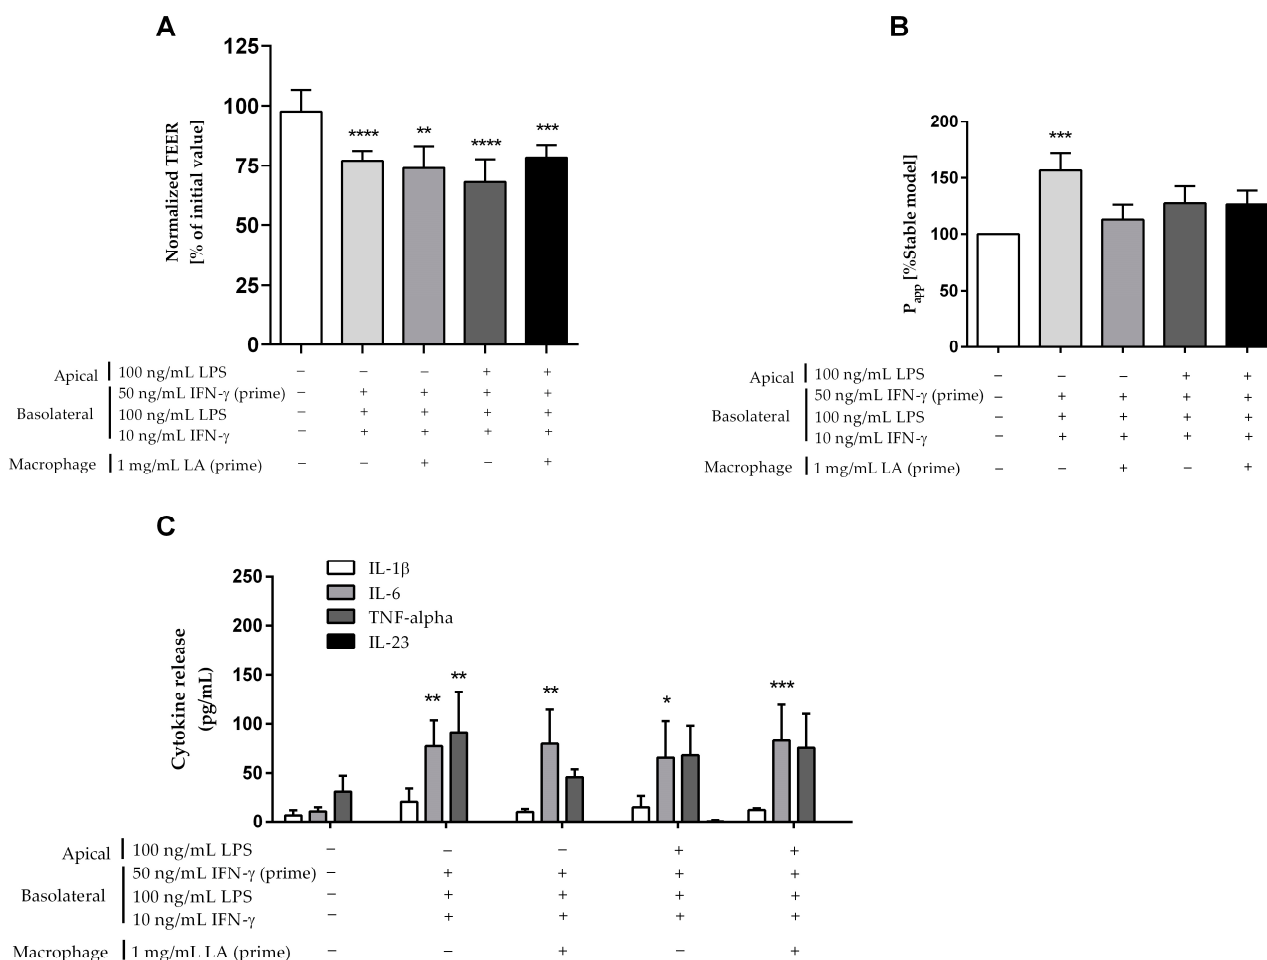 A
125
100
75
50
25
0
Normalized TEER
[% of initial value]
**** ** **** ***
Apical 100 ng/mL LPS – – – + +
50 ng/mL IFN-γ (prime) – + + + +
Basolateral 100 ng/mL LPS – + + + +
10 ng/mL IFN-γ – + + + +
Macrophage 1 mg/mL LA (prime) – – + – +
B
200
150
100
50
0
Papp [%Stable model]
***
Apical 100 ng/mL LPS – – – + +
50 ng/mL IFN-γ (prime) – + + + +
Basolateral 100 ng/mL LPS – + + + +
10 ng/mL IFN-γ – + + + +
Macrophage 1 mg/mL LA (prime) – – + – +
C
IL-1β
IL-6
TNF-alpha
IL-23
250
200
150
100
50
0
Cytokine release
(pg/mL)
** ** ** * ***
Apical 100 ng/mL LPS – – – + +
50 ng/mL IFN-γ (prime) – + + + +
Basolateral 100 ng/mL LPS – + + + +
10 ng/mL IFN-γ – + + + +
Macrophage 1 mg/mL LA (prime) – – + – +